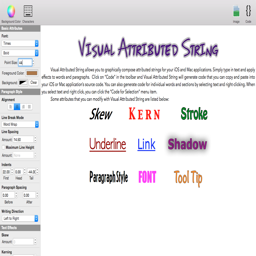 Background Color  Characters
Image  Code
Basic Attributes
Font:
Times
Bold
Font Size: 48
Foreground Color:
Background: Clear
Paragraph Style
Alignment:
Line Break Mode
Word Wrap
Line Spacing
Amount:
Maximum Line Height
Amount:
Indents
First  Head  Tail
Paragraph Spacing
Before  After
Writing Direction
Left to Right
Text Effects
Skew
Amount:
Visual Attributed String
Visual Attributed String allows you to graphically compose attributed strings for your iOS and Mac applications. Simply type in text and apply
effects to words and paragraphs. Click on "Code" in the toolbar and Visual Attributed String will generate code that you can copy and paste into
your iOS or Mac application's source code. You can also generate code for individual words and sections by selecting text and right-clicking. When
you select text and right click, you can click the "Code for Selection" menu item.
Some attributes that you can modify with Visual Attributed String are listed below:
Skew  Kern  Stroke
Underline  Link  Shadow
Paragraph Style  FONT  Tool Tip